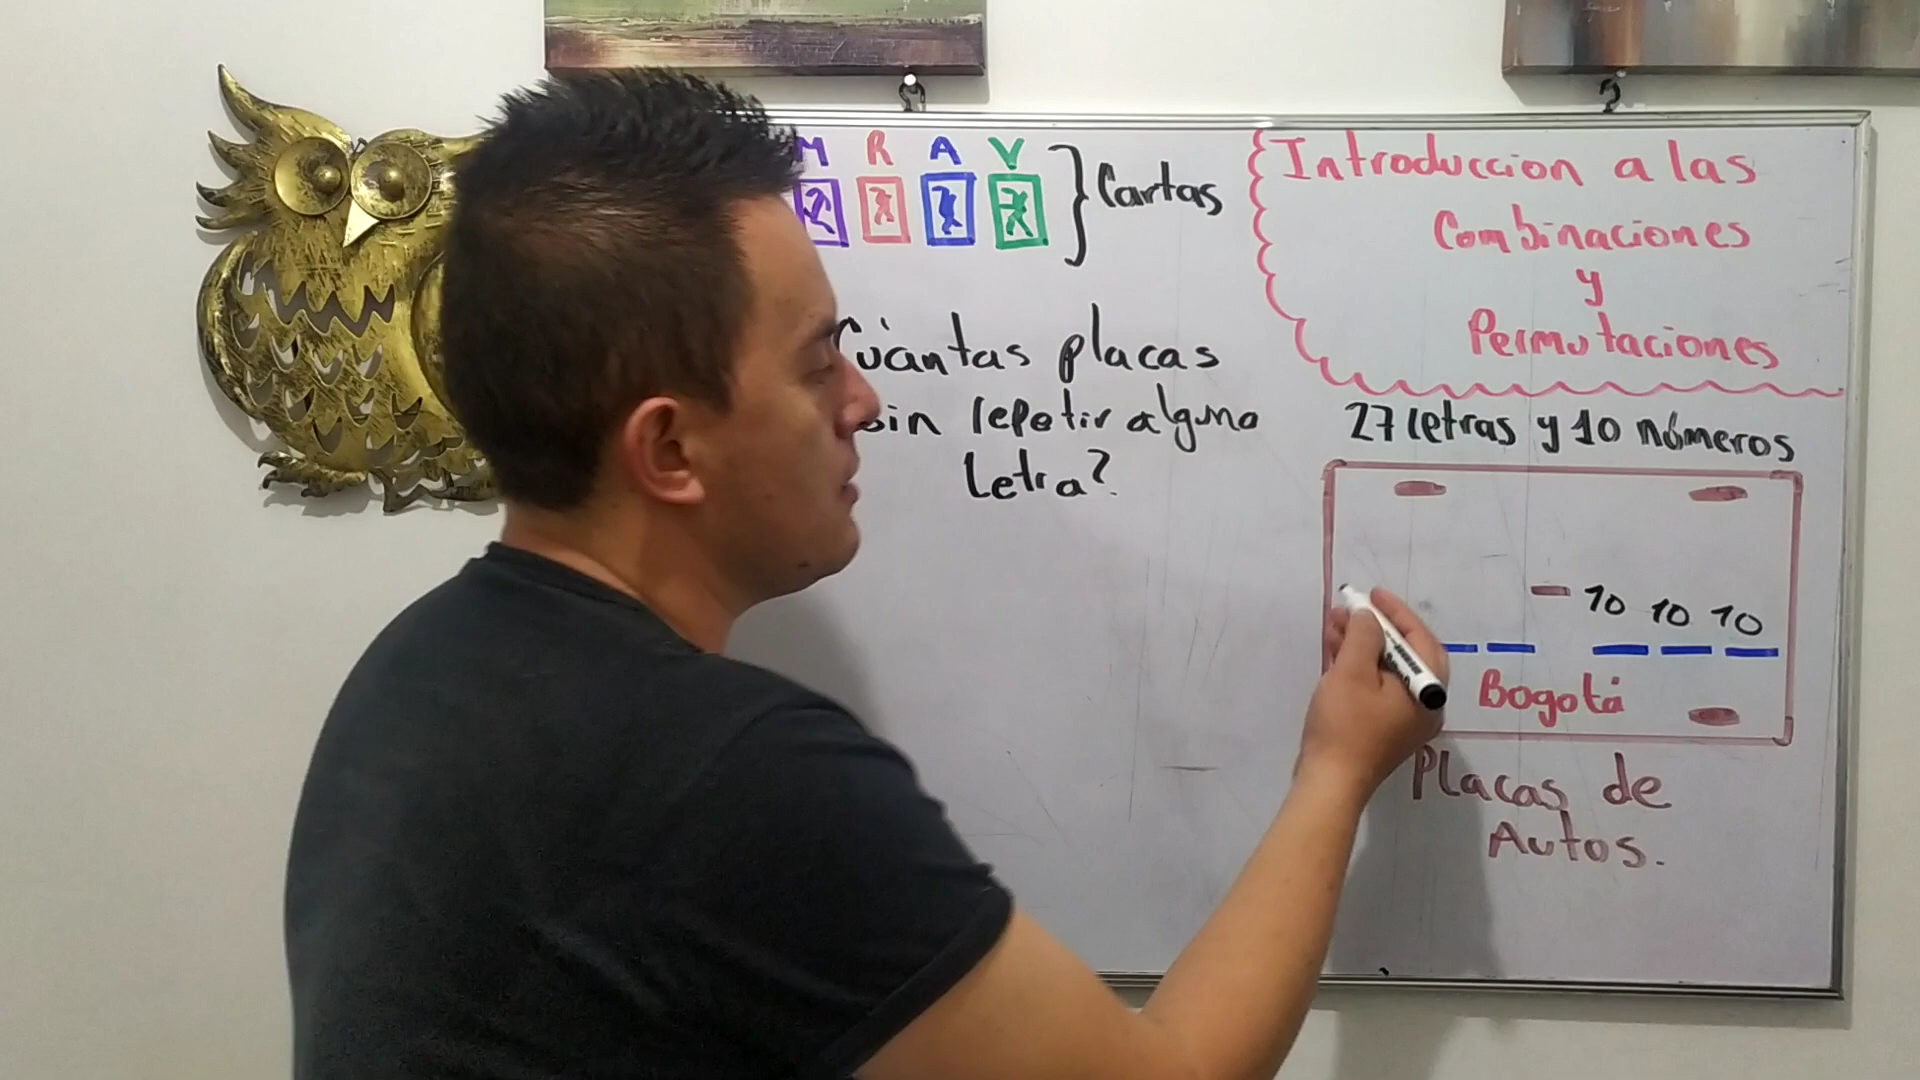 M R A V
Cartas
Introduccion a las
Combinaciones
y
Permutaciones
Cuántas placas
sin repetir alguna
Letra?
27 letras y 10 números
- 10 10 10
Bogotá
Placas de
Autos.